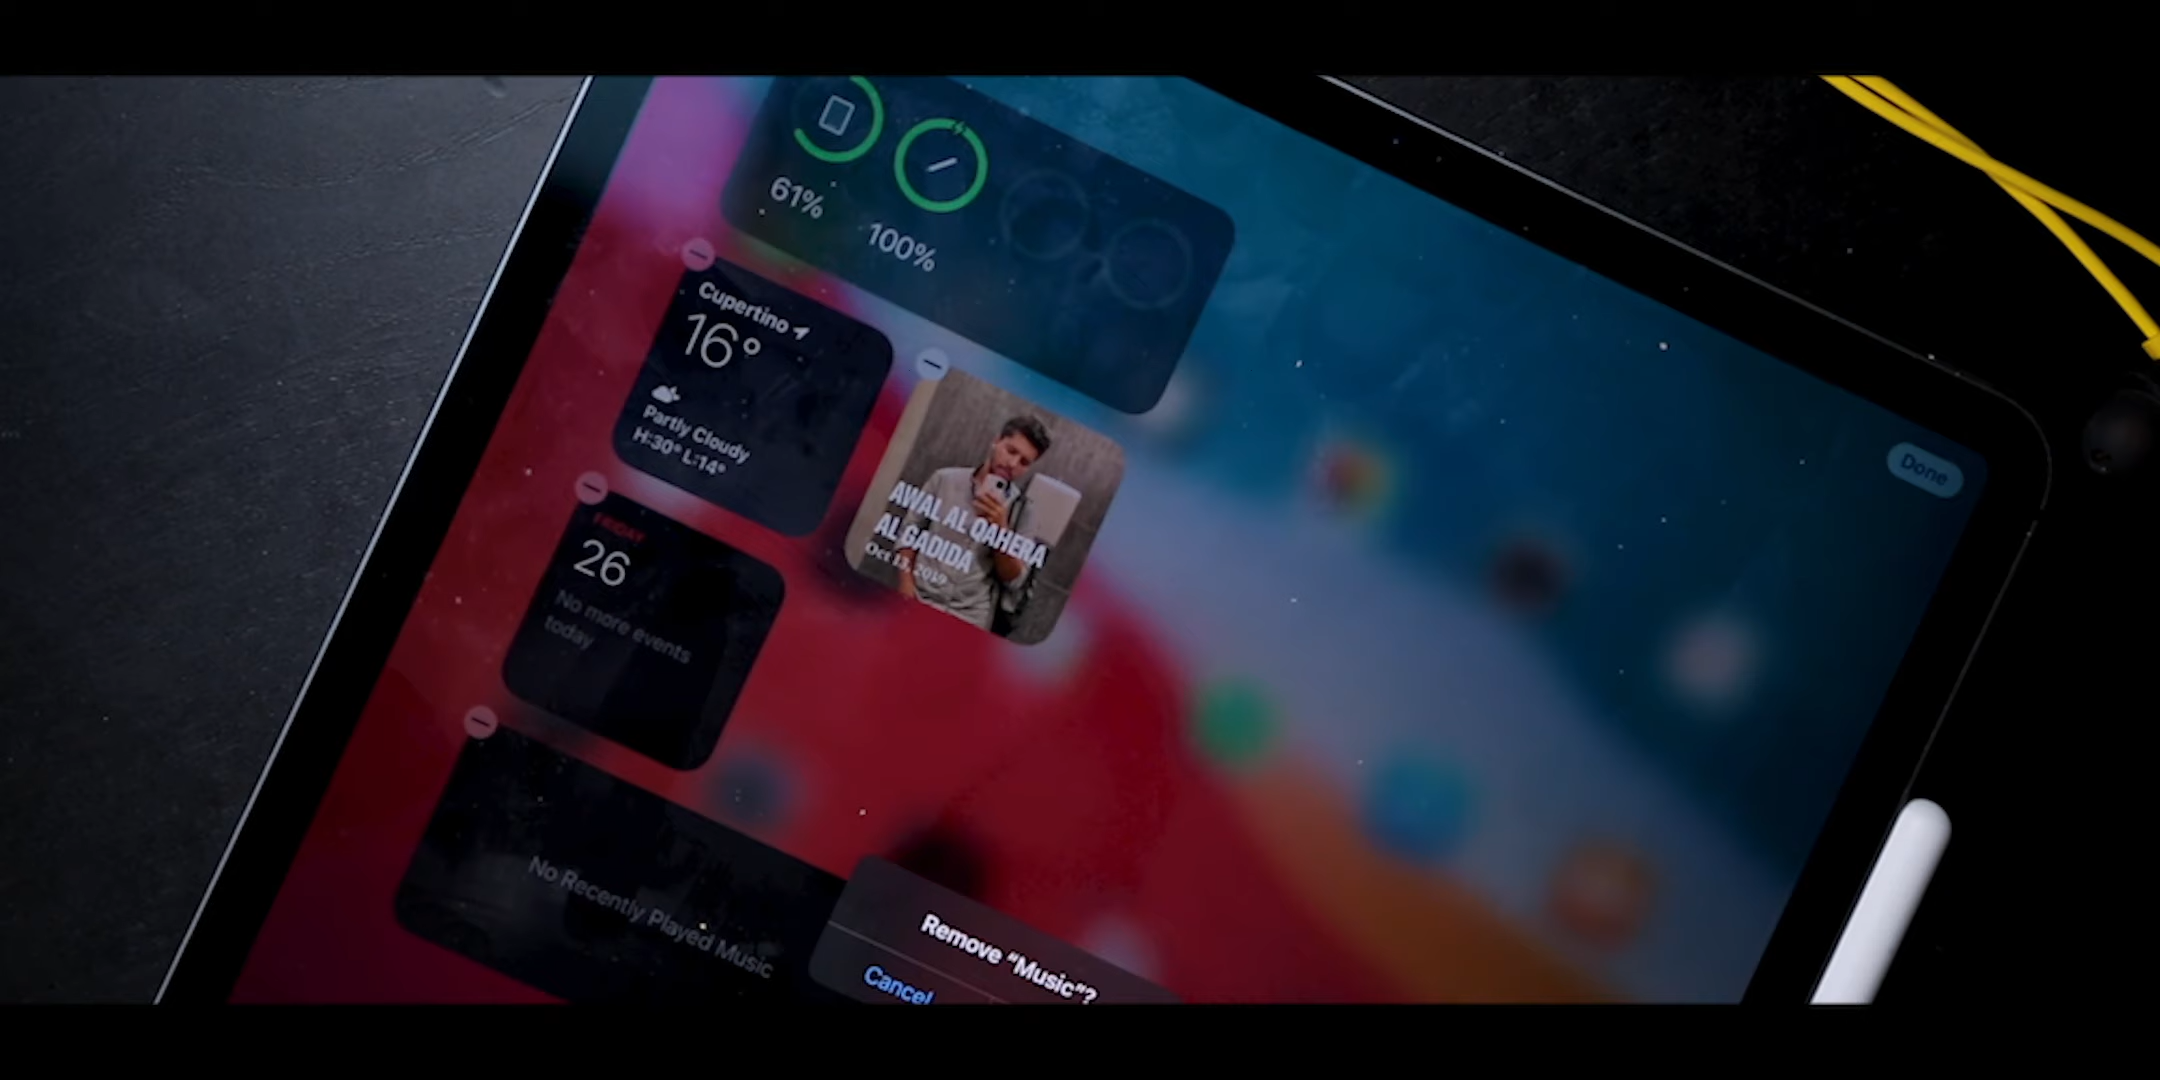 61%
100%
Cupertino
16°
Partly Cloudy
H:30° L:14°
AWAL AL QAHERA
AL GADIDA
Oct 13, 2019
FRIDAY
26
No more events
today
No Recently Played Music
Remove “Music”?
Cancel
Done